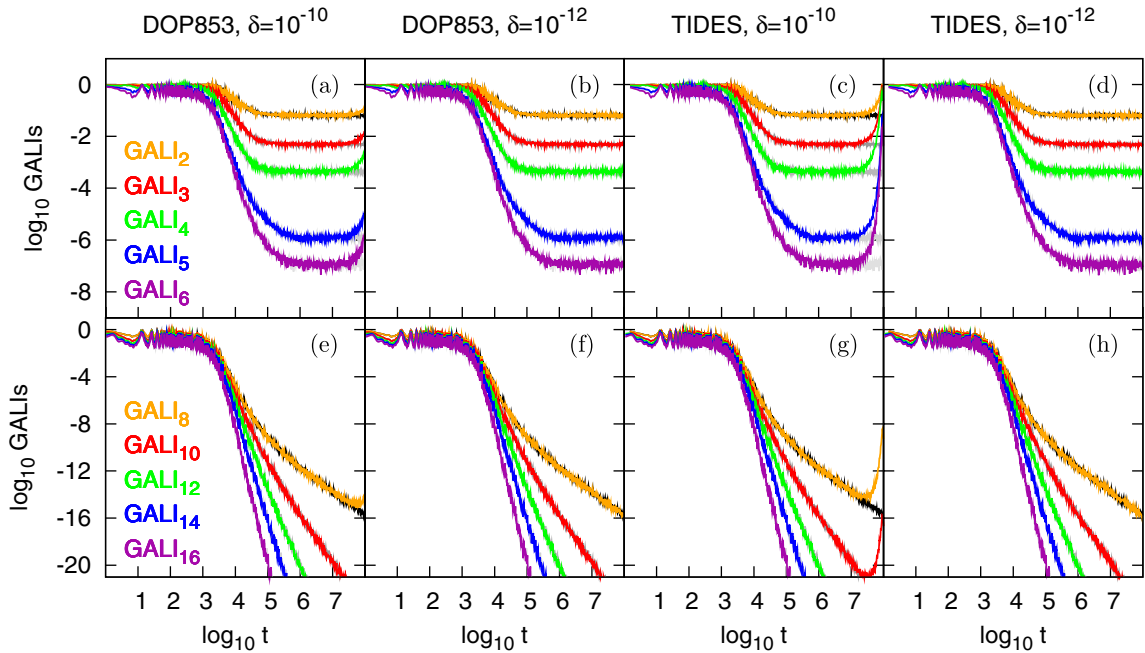 DOP853, δ=10⁻¹⁰ DOP853, δ=10⁻¹² TIDES, δ=10⁻¹⁰ TIDES, δ=10⁻¹²
log₁₀ GALIs
0
-2
-4
-6
-8
(a) (b) (c) (d)
GALI₂
GALI₃
GALI₄
GALI₅
GALI₆
log₁₀ GALIs
0
-4
-8
-12
-16
-20
(e) (f) (g) (h)
GALI₈
GALI₁₀
GALI₁₂
GALI₁₄
GALI₁₆
1 2 3 4 5 6 7 1 2 3 4 5 6 7 1 2 3 4 5 6 7 1 2 3 4 5 6 7
log₁₀ t log₁₀ t log₁₀ t log₁₀ t